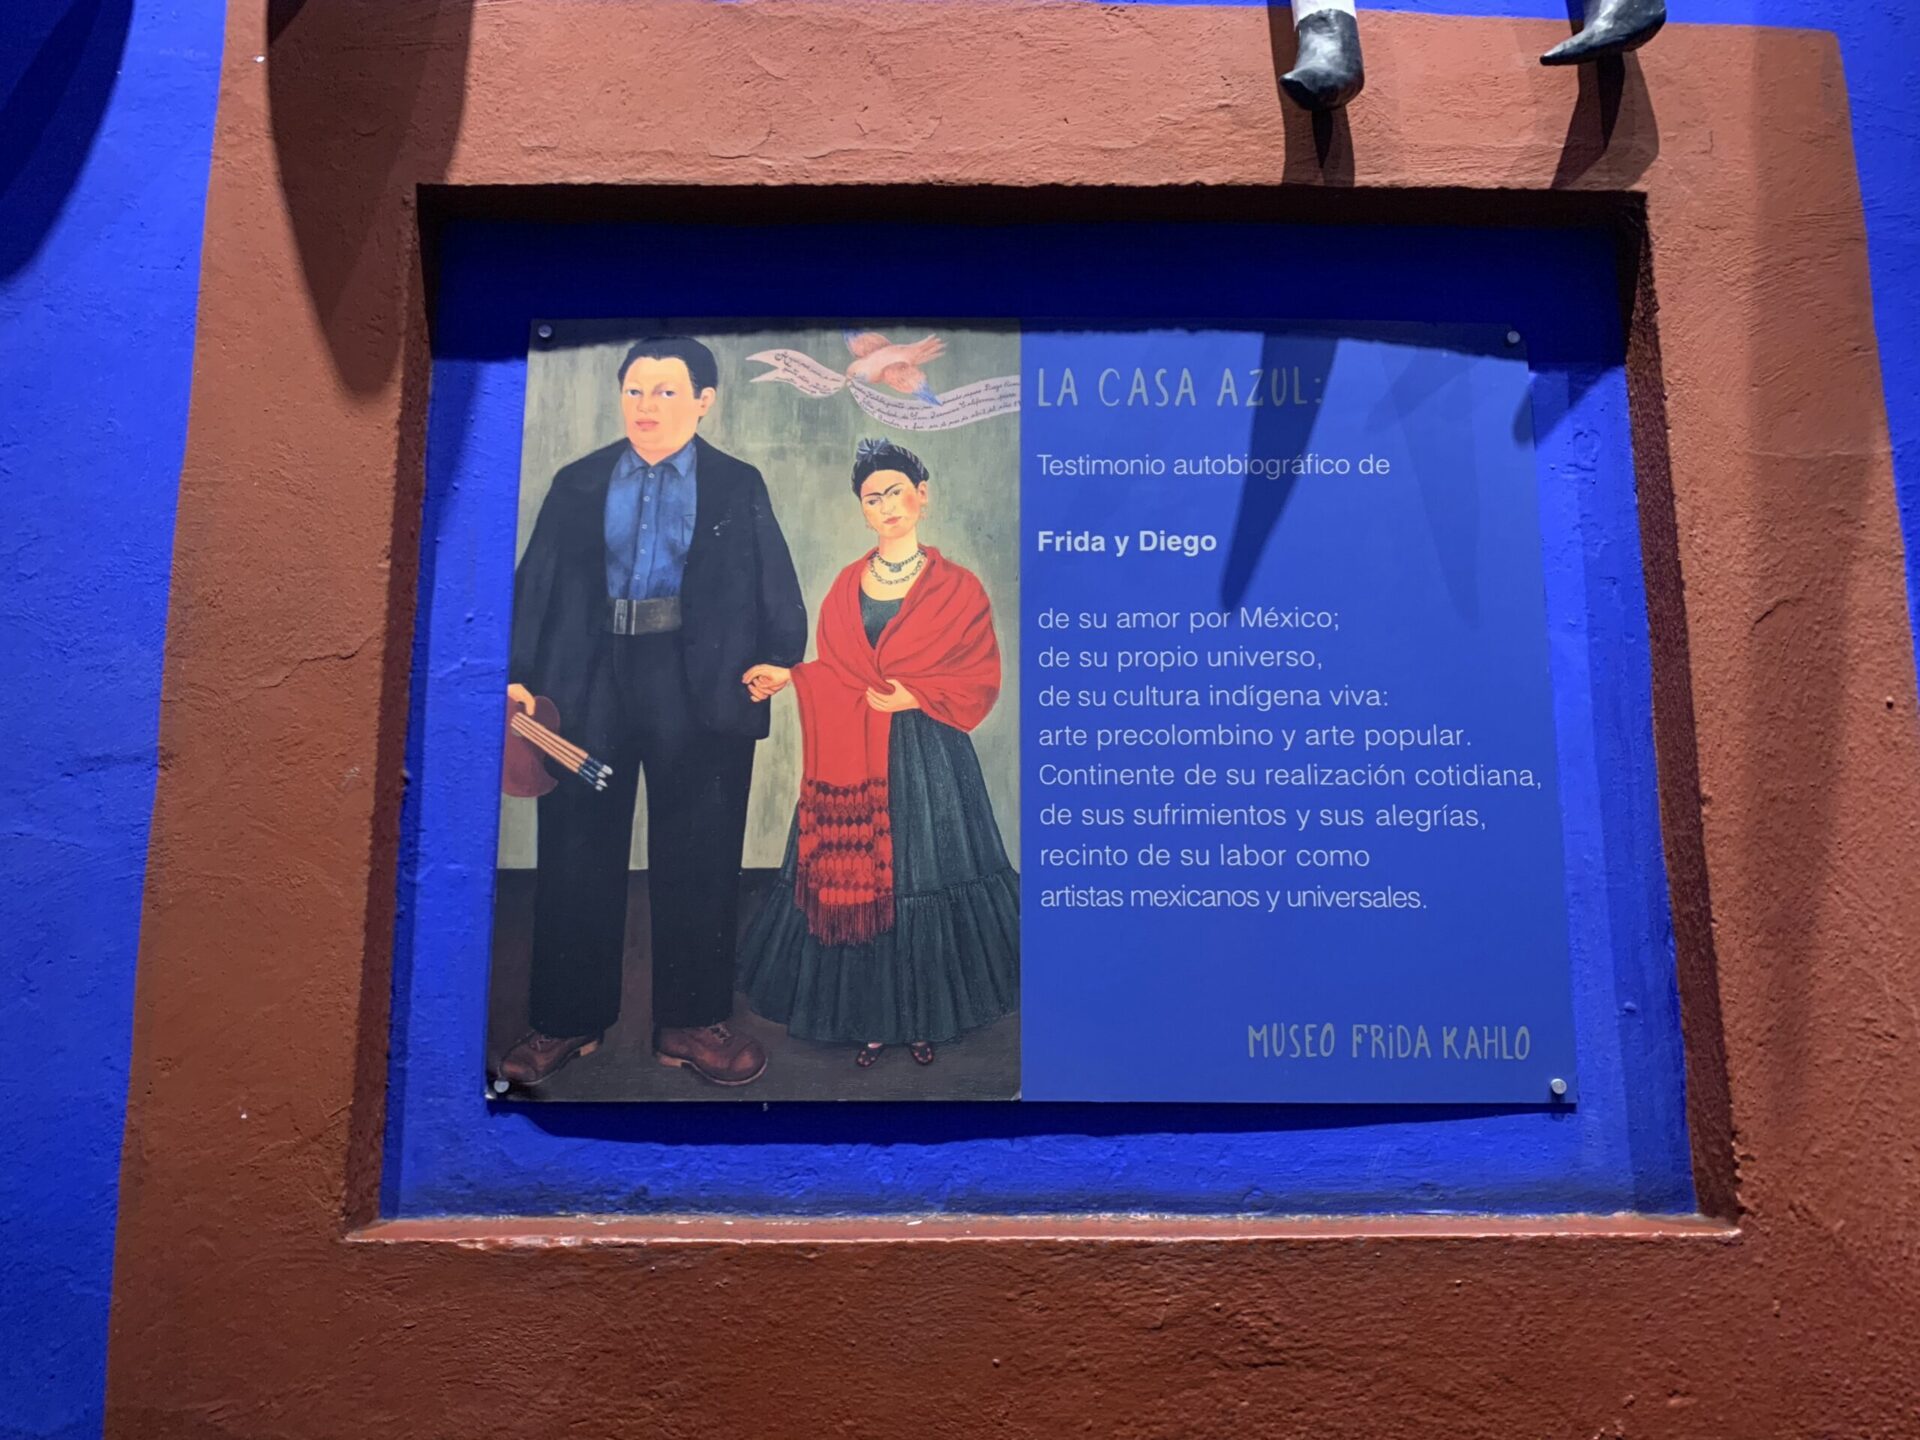 LA CASA AZUL:
Testimonio autobiográfico de
Frida y Diego
de su amor por México;
de su propio universo,
de su cultura indígena viva:
arte precolombino y arte popular.
Continente de su realización cotidiana,
de sus sufrimientos y sus alegrías,
recinto de su labor como
artistas mexicanos y universales.
MUSEO FRIDA KAHLO